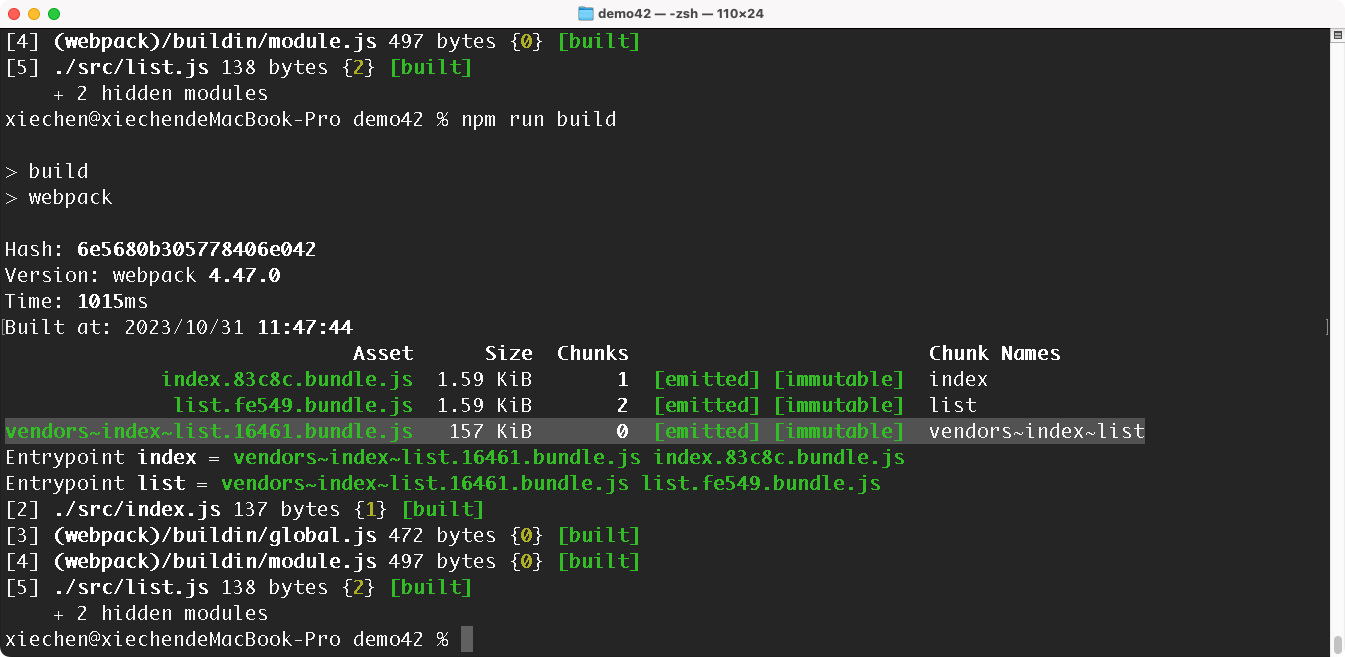 demo42 — -zsh — 110×24
[4] (webpack)/buildin/module.js 497 bytes {0} [built]
[5] ./src/list.js 138 bytes {2} [built]
    + 2 hidden modules
xiechen@xiechendeMacBook-Pro demo42 % npm run build
> build
> webpack
Hash: 6e5680b305778406e042
Version: webpack 4.47.0
Time: 1015ms
Built at: 2023/10/31 11:47:44
Asset Size Chunks Chunk Names
index.83c8c.bundle.js 1.59 KiB 1 [emitted] [immutable] index
list.fe549.bundle.js 1.59 KiB 2 [emitted] [immutable] list
vendors~index~list.16461.bundle.js 157 KiB 0 [emitted] [immutable] vendors~index~list
Entrypoint index = vendors~index~list.16461.bundle.js index.83c8c.bundle.js
Entrypoint list = vendors~index~list.16461.bundle.js list.fe549.bundle.js
[2] ./src/index.js 137 bytes {1} [built]
[3] (webpack)/buildin/global.js 472 bytes {0} [built]
[4] (webpack)/buildin/module.js 497 bytes {0} [built]
[5] ./src/list.js 138 bytes {2} [built]
    + 2 hidden modules
xiechen@xiechendeMacBook-Pro demo42 %